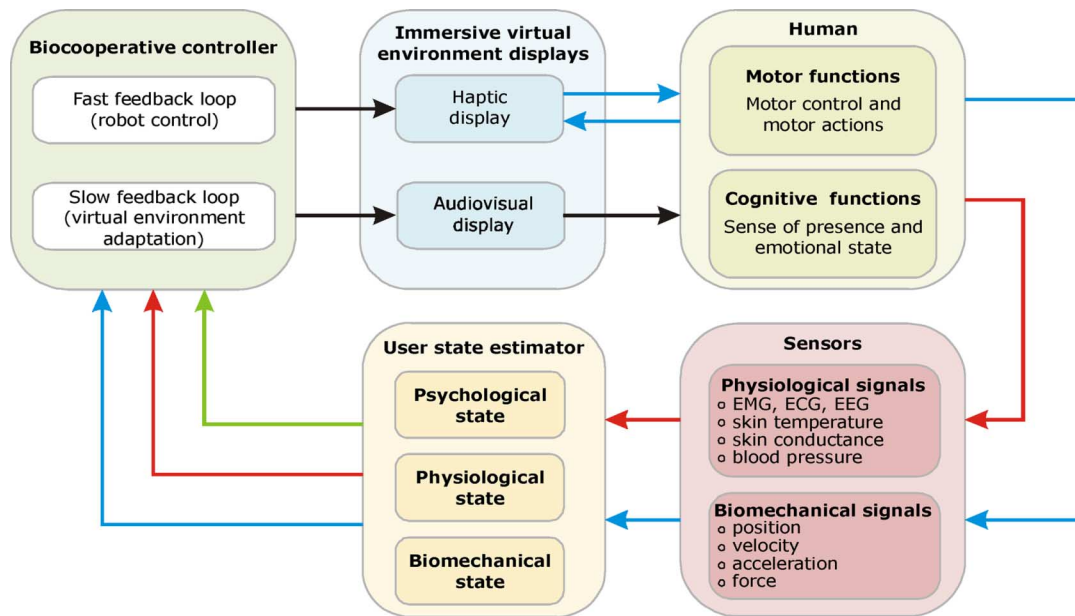 Biocooperative controller
Fast feedback loop
(robot control)
Slow feedback loop
(virtual environment
adaptation)
Immersive virtual
environment displays
Haptic
display
Audiovisual
display
Human
Motor functions
Motor control and
motor actions
Cognitive functions
Sense of presence and
emotional state
User state estimator
Psychological
state
Physiological
state
Biomechanical
state
Sensors
Physiological signals
EMG, ECG, EEG
skin temperature
skin conductance
blood pressure
Biomechanical signals
position
velocity
acceleration
force